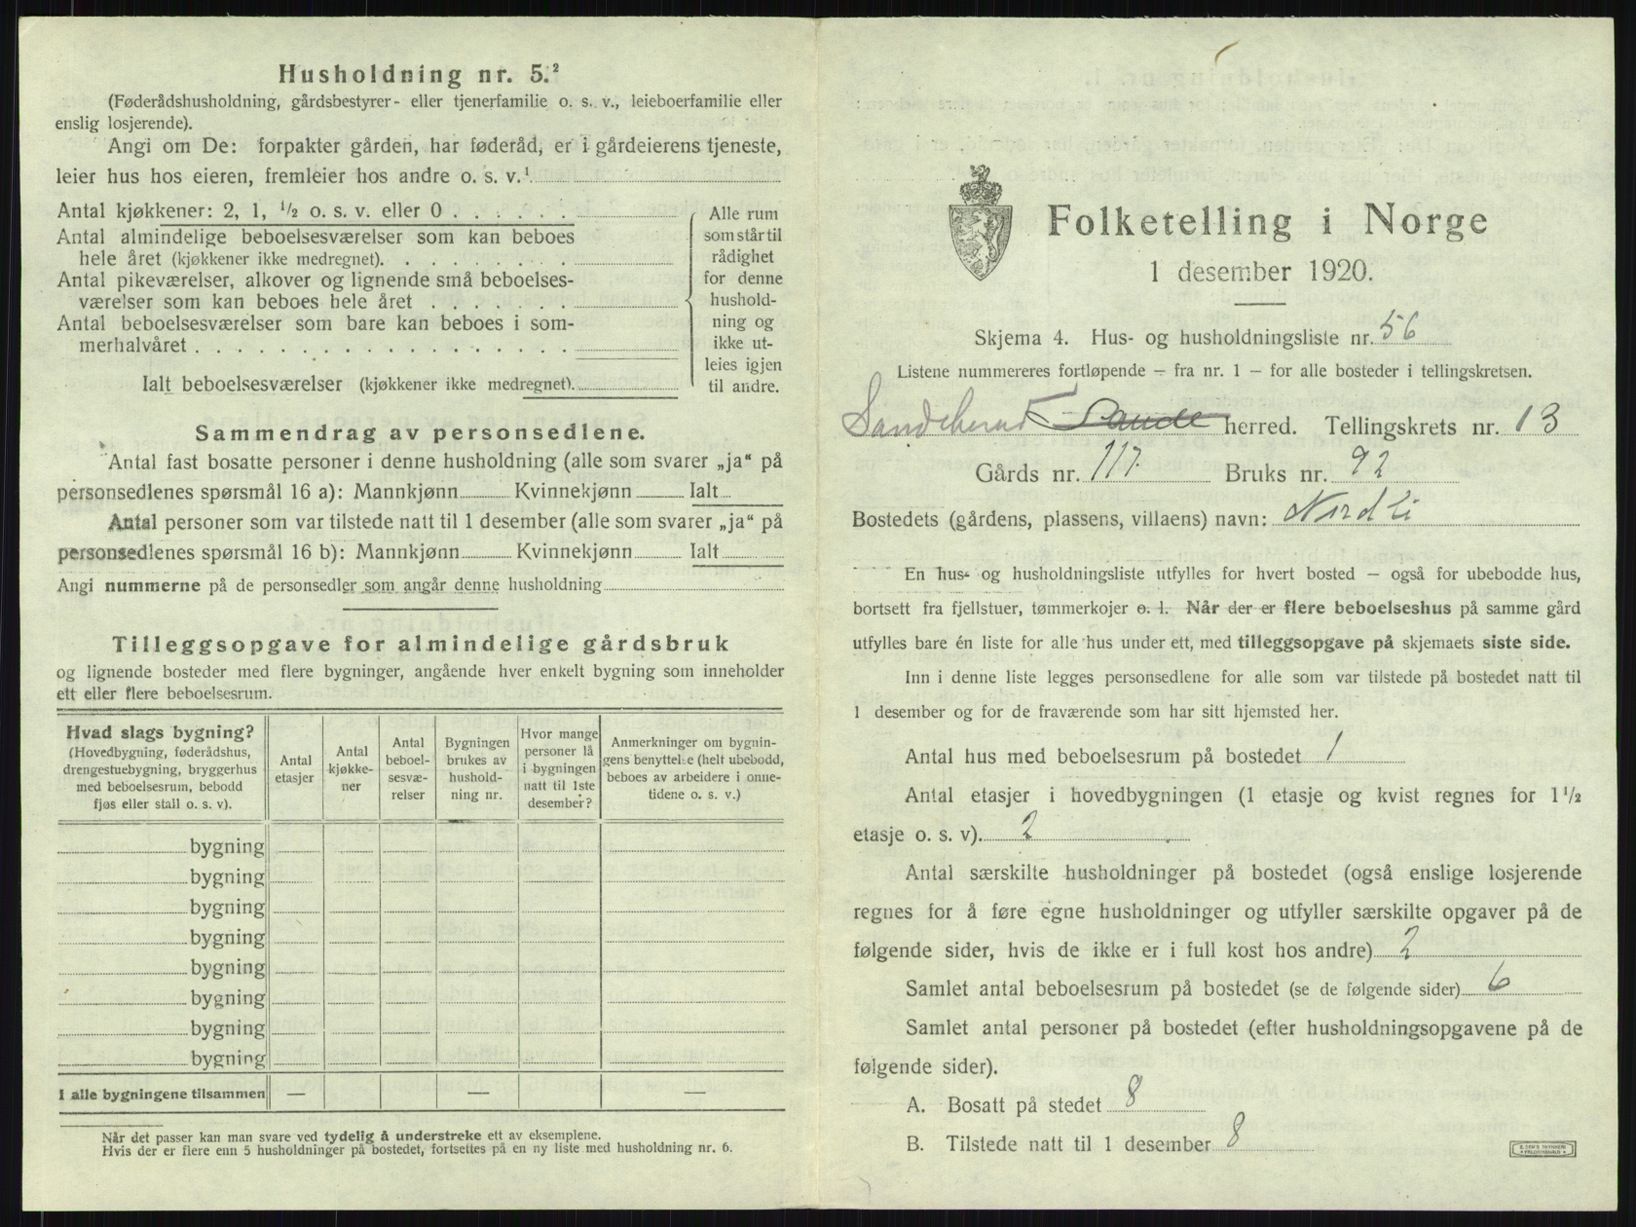 Husholdning nr. 5.²
(Føderådshusholdning, gårdsbestyrer- eller tjenerfamilie o. s. v., leieboerfamilie eller
enslig losjerende).
Angi om De: forpakter gården, har føderåd, er i gårdeierens tjeneste,
leier hus hos eieren, fremleier hos andre o. s. v.¹
Antal kjøkkener: 2, 1, ½ o. s. v. eller 0 . . . . . .
Antal almindelige beboelsesværelser som kan beboes
hele året (kjøkkener ikke medregnet). . . . . . . . .
Antal pikeværelser, alkover og lignende små beboelses-
værelser som kan beboes hele året . . . . . . .
Antal beboelsesværelser som bare kan beboes i som-
merhalvåret . . . . . . . . . . . . . . . . . .
Ialt beboelsesværelser (kjøkkener ikke medregnet).
Alle rum
som står til
rådighet
for denne
hushold-
ning og
ikke ut-
leies igjen
til andre.
Sammendrag av personsedlene.
Antal fast bosatte personer i denne husholdning (alle som svarer „ja“ på
personsedlenes spørsmål 16 a): Mannkjønn Kvinnekjønn Ialt
Antal personer som var tilstede natt til 1 desember (alle som svarer „ja“ på
personsedlenes spørsmål 16 b): Mannkjønn Kvinnekjønn Ialt
Angi nummerne på de personsedler som angår denne husholdning
Tilleggsopgave for almindelige gårdsbruk
og lignende bosteder med flere bygninger, angående hver enkelt bygning som inneholder
ett eller flere beboelsesrum.
Hvad slags bygning?
(Hovedbygning, føderådshus,
drengestuebygning, bryggerhus
med beboelsesrum, bebodd
fjøs eller stall o. s. v).
Antal
etasjer
Antal
kjøkke-
ner
Antal
beboel-
sesvæ-
relser
Bygningen
brukes av
hushold-
ning nr.
Hvor mange
personer lå
i bygningen
natt til 1ste
desember?
Anmerkninger om bygnin-
gens benyttelse (helt ubebodd,
beboes av arbeidere i onne-
tidene o. s. v.)
bygning
bygning
bygning
bygning
bygning
bygning
bygning
bygning
I alle bygningene tilsammen — — —
Når det passer kan man svare ved tydelig å understreke ett av eksemplene.
Hvis der er flere enn 5 husholdninger på bostedet, fortsettes på en ny liste med husholdning nr. 6.
Folketelling i Norge
1 desember 1920.
Skjema 4. Hus- og husholdningsliste nr. 56
Listene nummereres fortløpende — fra nr. 1 — for alle bosteder i tellingskretsen.
Sandeherad Sande herred. Tellingskrets nr. 13
Gårds nr. 117. Bruks nr. 92
Bostedets (gårdens, plassens, villaens) navn: Nordli
En hus- og husholdningsliste utfylles for hvert bosted — også for ubebodde hus,
bortsett fra fjellstuer, tømmerkojer o. l. Når der er flere beboelseshus på samme gård
utfylles bare én liste for alle hus under ett, med tilleggsopgave på skjemaets siste side.
Inn i denne liste legges personsedlene for alle som var tilstede på bostedet natt til
1 desember og for de fraværende som har sitt hjemsted her.
Antal hus med beboelsesrum på bostedet 1
Antal etasjer i hovedbygningen (1 etasje og kvist regnes for 1½
etasje o. s. v). 2
Antal særskilte husholdninger på bostedet (også enslige losjerende
regnes for å føre egne husholdninger og utfyller særskilte opgaver på de
følgende sider, hvis de ikke er i full kost hos andre) 2
Samlet antal beboelsesrum på bostedet (se de følgende sider) 6
Samlet antal personer på bostedet (efter husholdningsopgavene på de
følgende sider).
A. Bosatt på stedet 8
B. Tilstede natt til 1 desember 8